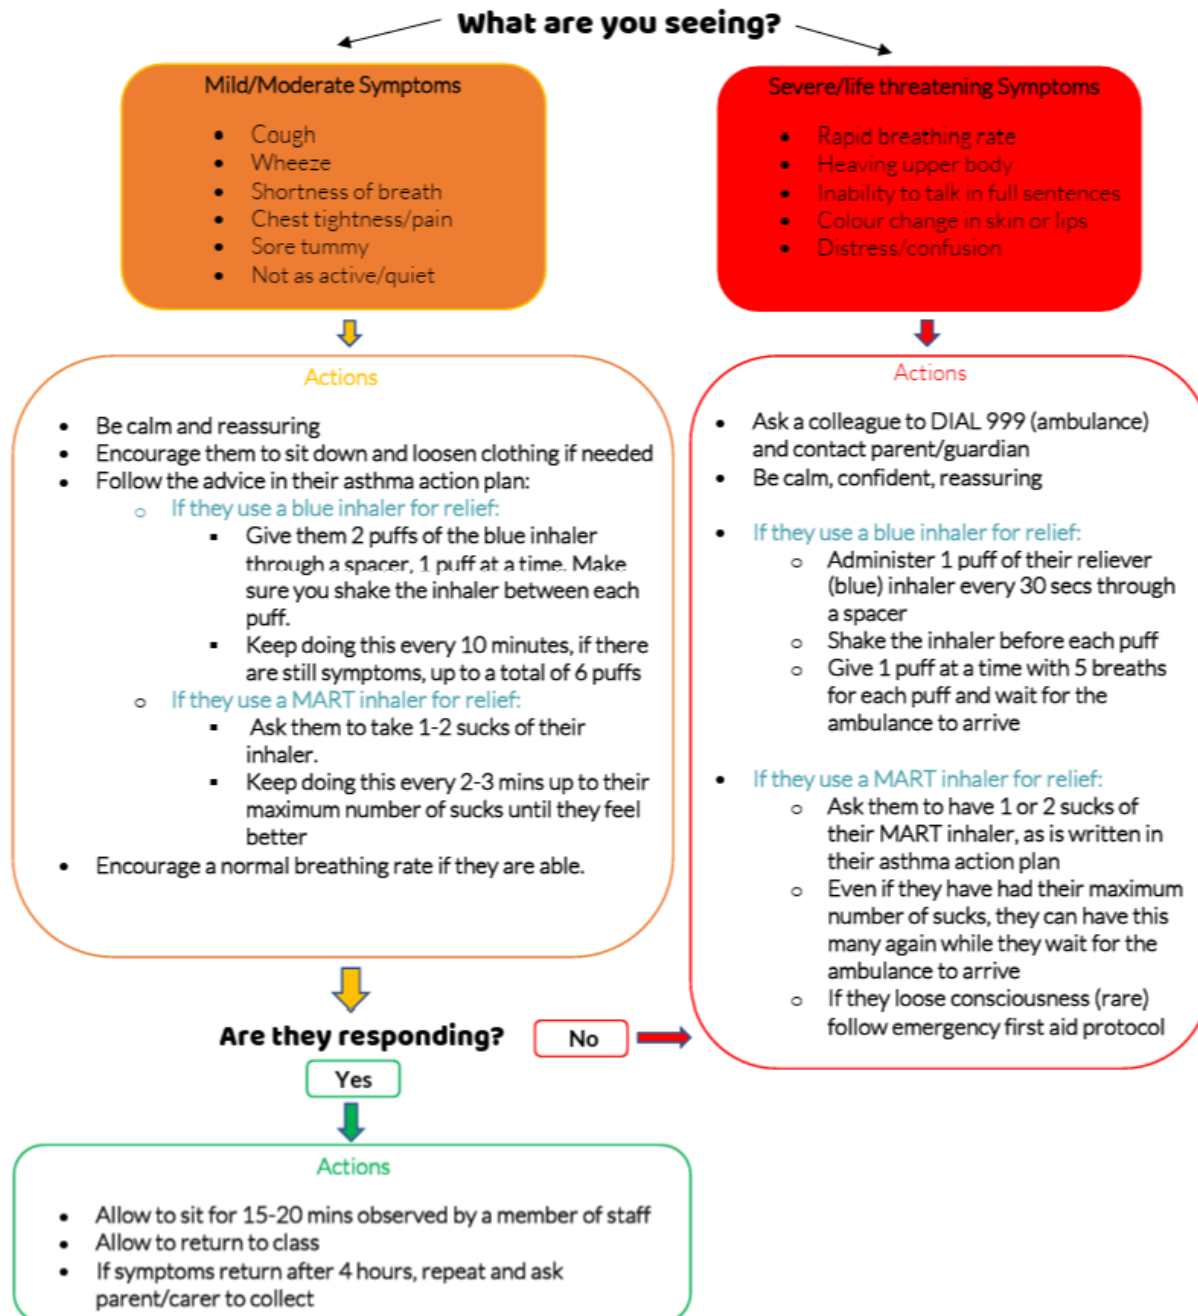 What are you seeing?
Mild/Moderate Symptoms
• Cough
• Wheeze
• Shortness of breath
• Chest tightness/pain
• Sore tummy
• Not as active/quiet
Severe/life threatening Symptoms
• Rapid breathing rate
• Heaving upper body
• Inability to talk in full sentences
• Colour change in skin or lips
• Distress/confusion
Actions
• Be calm and reassuring
• Encourage them to sit down and loosen clothing if needed
• Follow the advice in their asthma action plan:
o If they use a blue inhaler for relief:
▪ Give them 2 puffs of the blue inhaler
through a spacer, 1 puff at a time. Make
sure you shake the inhaler between each
puff.
▪ Keep doing this every 10 minutes, if there
are still symptoms, up to a total of 6 puffs
o If they use a MART inhaler for relief:
▪ Ask them to take 1-2 sucks of their
inhaler.
▪ Keep doing this every 2-3 mins up to their
maximum number of sucks until they feel
better
• Encourage a normal breathing rate if they are able.
Actions
• Ask a colleague to DIAL 999 (ambulance)
and contact parent/guardian
• Be calm, confident, reassuring
• If they use a blue inhaler for relief:
o Administer 1 puff of their reliever
(blue) inhaler every 30 secs through
a spacer
o Shake the inhaler before each puff
o Give 1 puff at a time with 5 breaths
for each puff and wait for the
ambulance to arrive
• If they use a MART inhaler for relief:
o Ask them to have 1 or 2 sucks of
their MART inhaler, as is written in
their asthma action plan
o Even if they have had their maximum
number of sucks, they can have this
many again while they wait for the
ambulance to arrive
o If they loose consciousness (rare)
follow emergency first aid protocol
Are they responding?
No
Yes
Actions
• Allow to sit for 15-20 mins observed by a member of staff
• Allow to return to class
• If symptoms return after 4 hours, repeat and ask
parent/carer to collect